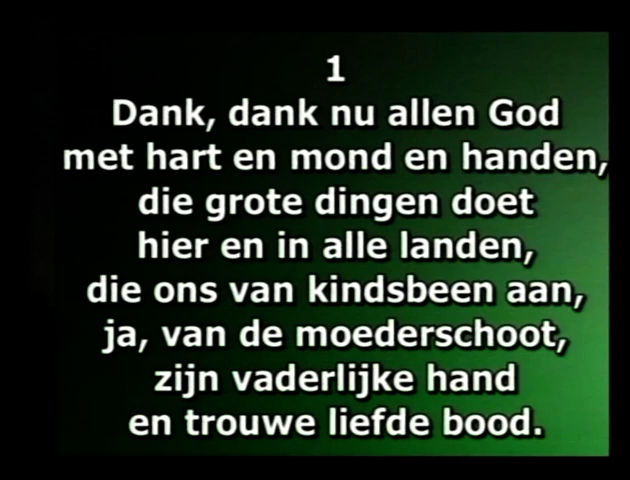 1
Dank, dank nu allen God
met hart en mond en handen,
die grote dingen doet
hier en in alle landen,
die ons van kindsbeen aan,
ja, van de moederschoot,
zijn vaderlijke hand
en trouwe liefde bood.